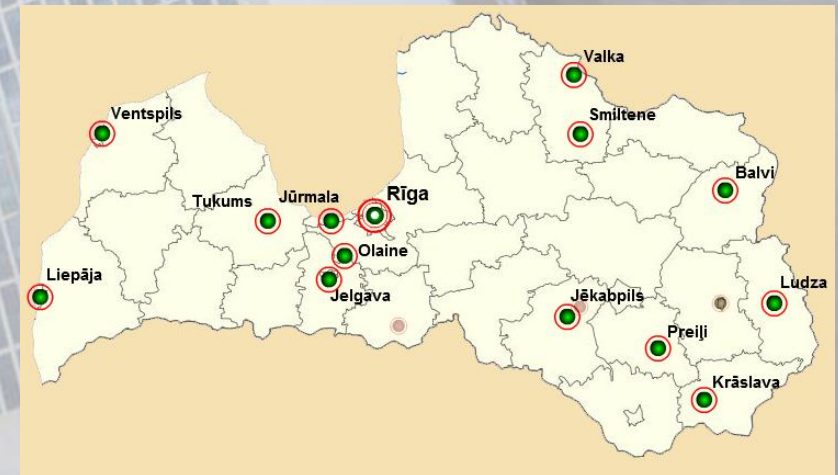 Valka
Ventspils
Smiltene
Balvi
Rīga
Jūrmala
Tukums
Olaine
Liepāja
Jelgava
Jēkabpils
Ludza
Preiļi
Krāslava